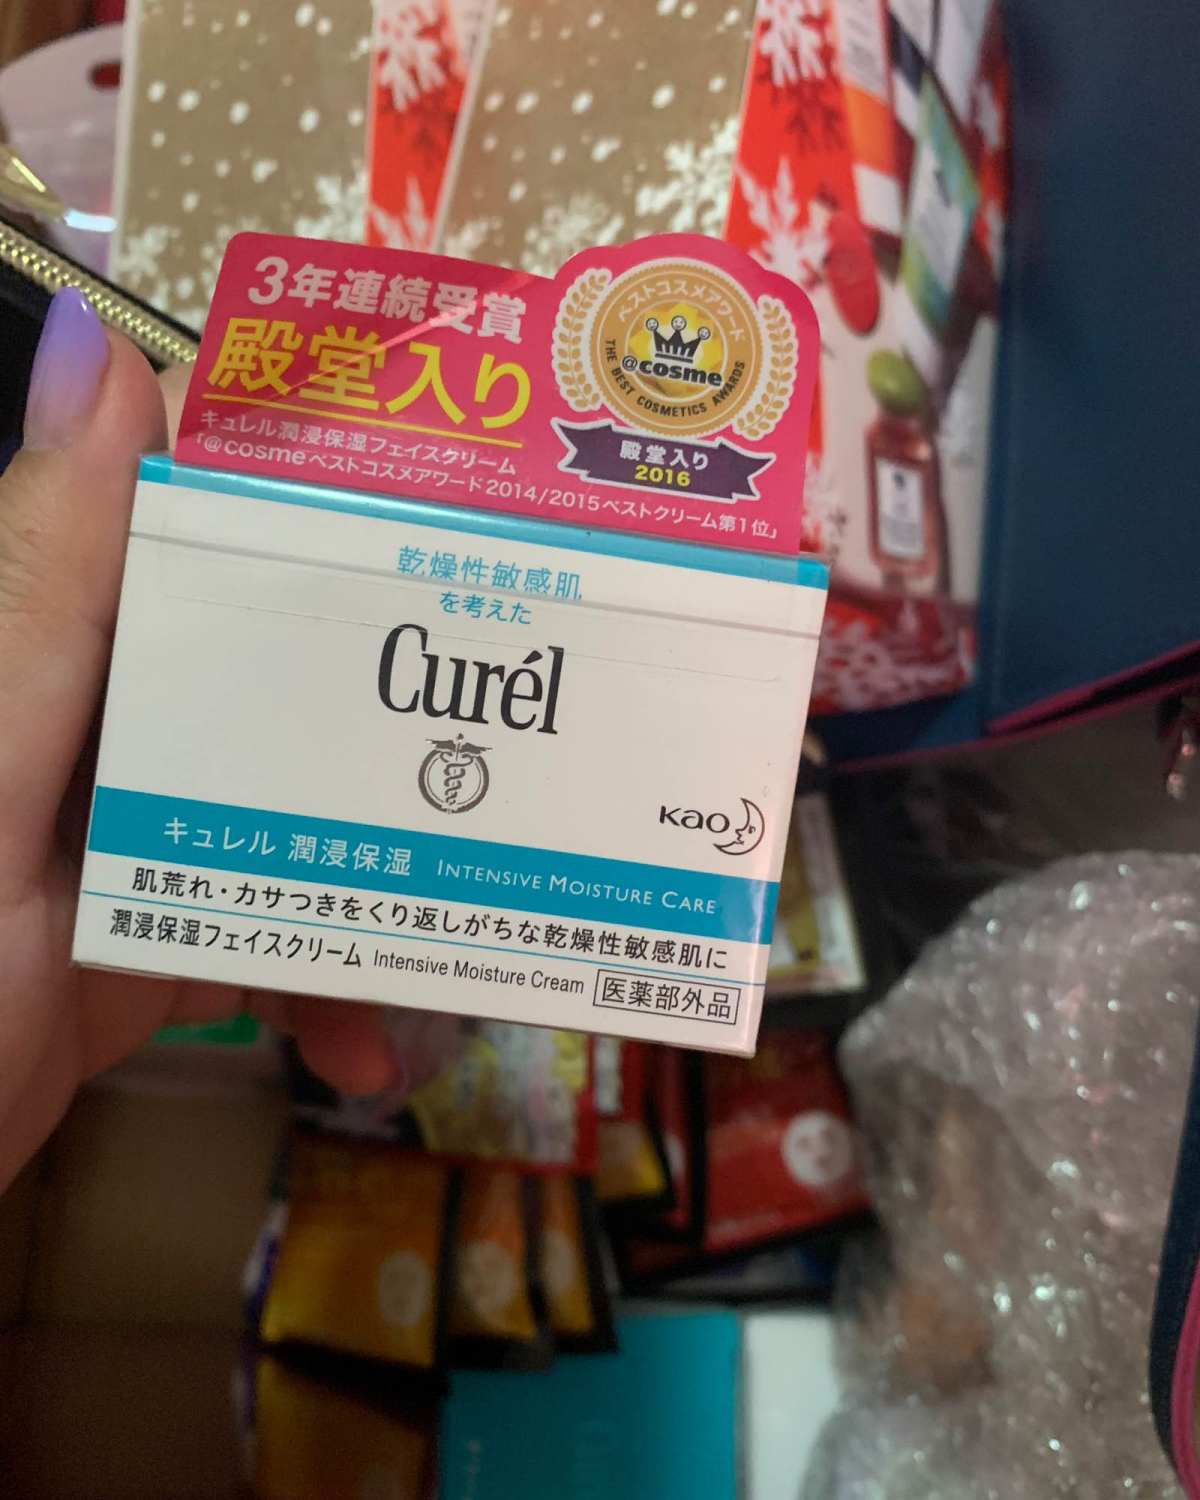 3年連続受賞
殿堂入り
キュレル潤浸保湿フェイスクリーム
「@cosmeベストコスメアワード2014/2015ベストクリーム第1位」
ベストコスメアワード
@cosme
THE BEST COSMETICS AWARDS
殿堂入り
2016
乾燥性敏感肌
を考えた
Curél
Kao
キュレル 潤浸保湿 INTENSIVE MOISTURE CARE
肌荒れ・カサつきをくり返しがちな乾燥性敏感肌に
潤浸保湿フェイスクリーム Intensive Moisture Cream 医薬部外品